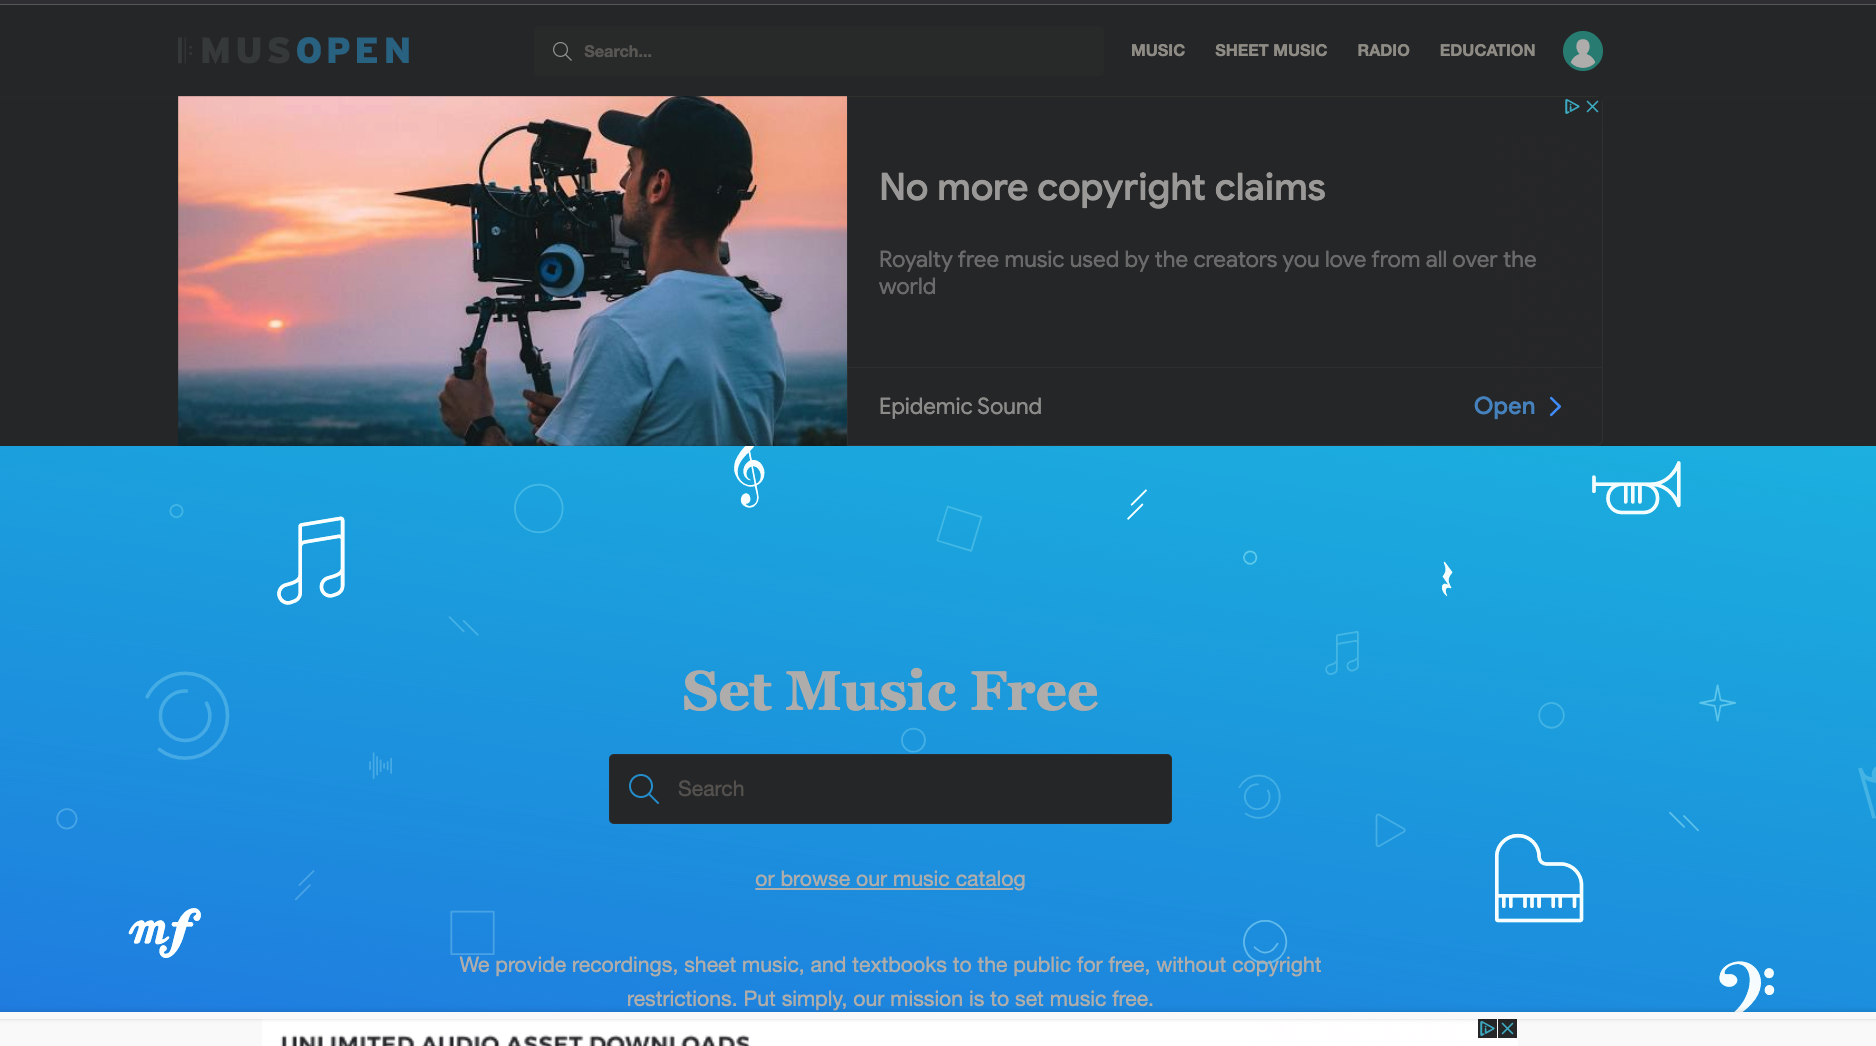 MUSOPEN
Search...
MUSIC
SHEET MUSIC
RADIO
EDUCATION
No more copyright claims
Royalty free music used by the creators you love from all over the
world
Epidemic Sound
Open
Set Music Free
Search
or browse our music catalog
mf
We provide recordings, sheet music, and textbooks to the public for free, without copyright
restrictions. Put simply, our mission is to set music free.
UNLIMITED AUDIO ASSET DOWNLOADS